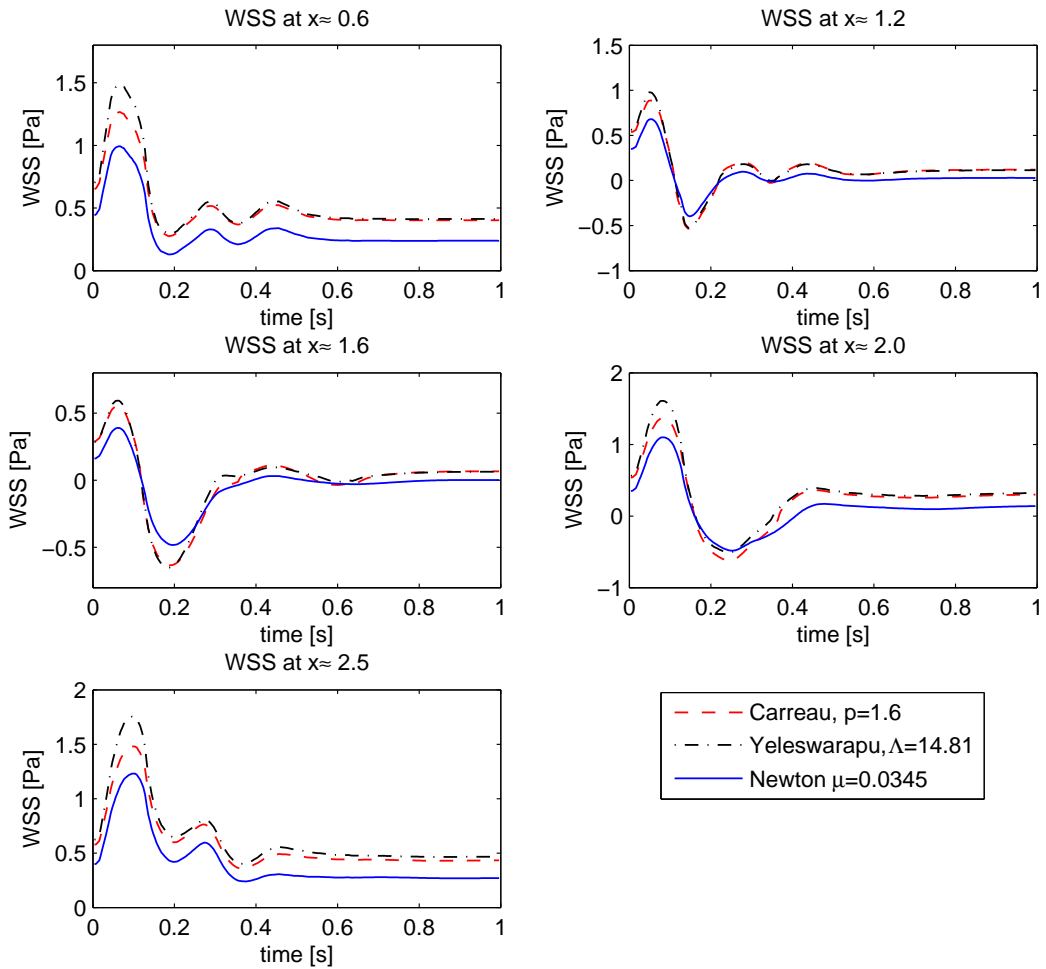 WSS at x≈ 0.6
WSS [Pa]
1.5
1
0.5
0
0 0.2 0.4 0.6 0.8 1
time [s]
WSS at x≈ 1.2
WSS [Pa]
1.5
1
0.5
0
−0.5
−1
0 0.2 0.4 0.6 0.8 1
time [s]
WSS at x≈ 1.6
WSS [Pa]
0.5
0
−0.5
0 0.2 0.4 0.6 0.8 1
time [s]
WSS at x≈ 2.0
WSS [Pa]
2
1
0
−1
0 0.2 0.4 0.6 0.8 1
time [s]
WSS at x≈ 2.5
WSS [Pa]
2
1.5
1
0.5
0
0 0.2 0.4 0.6 0.8 1
time [s]
Carreau, p=1.6
Yeleswarapu, Λ=14.81
Newton μ=0.0345